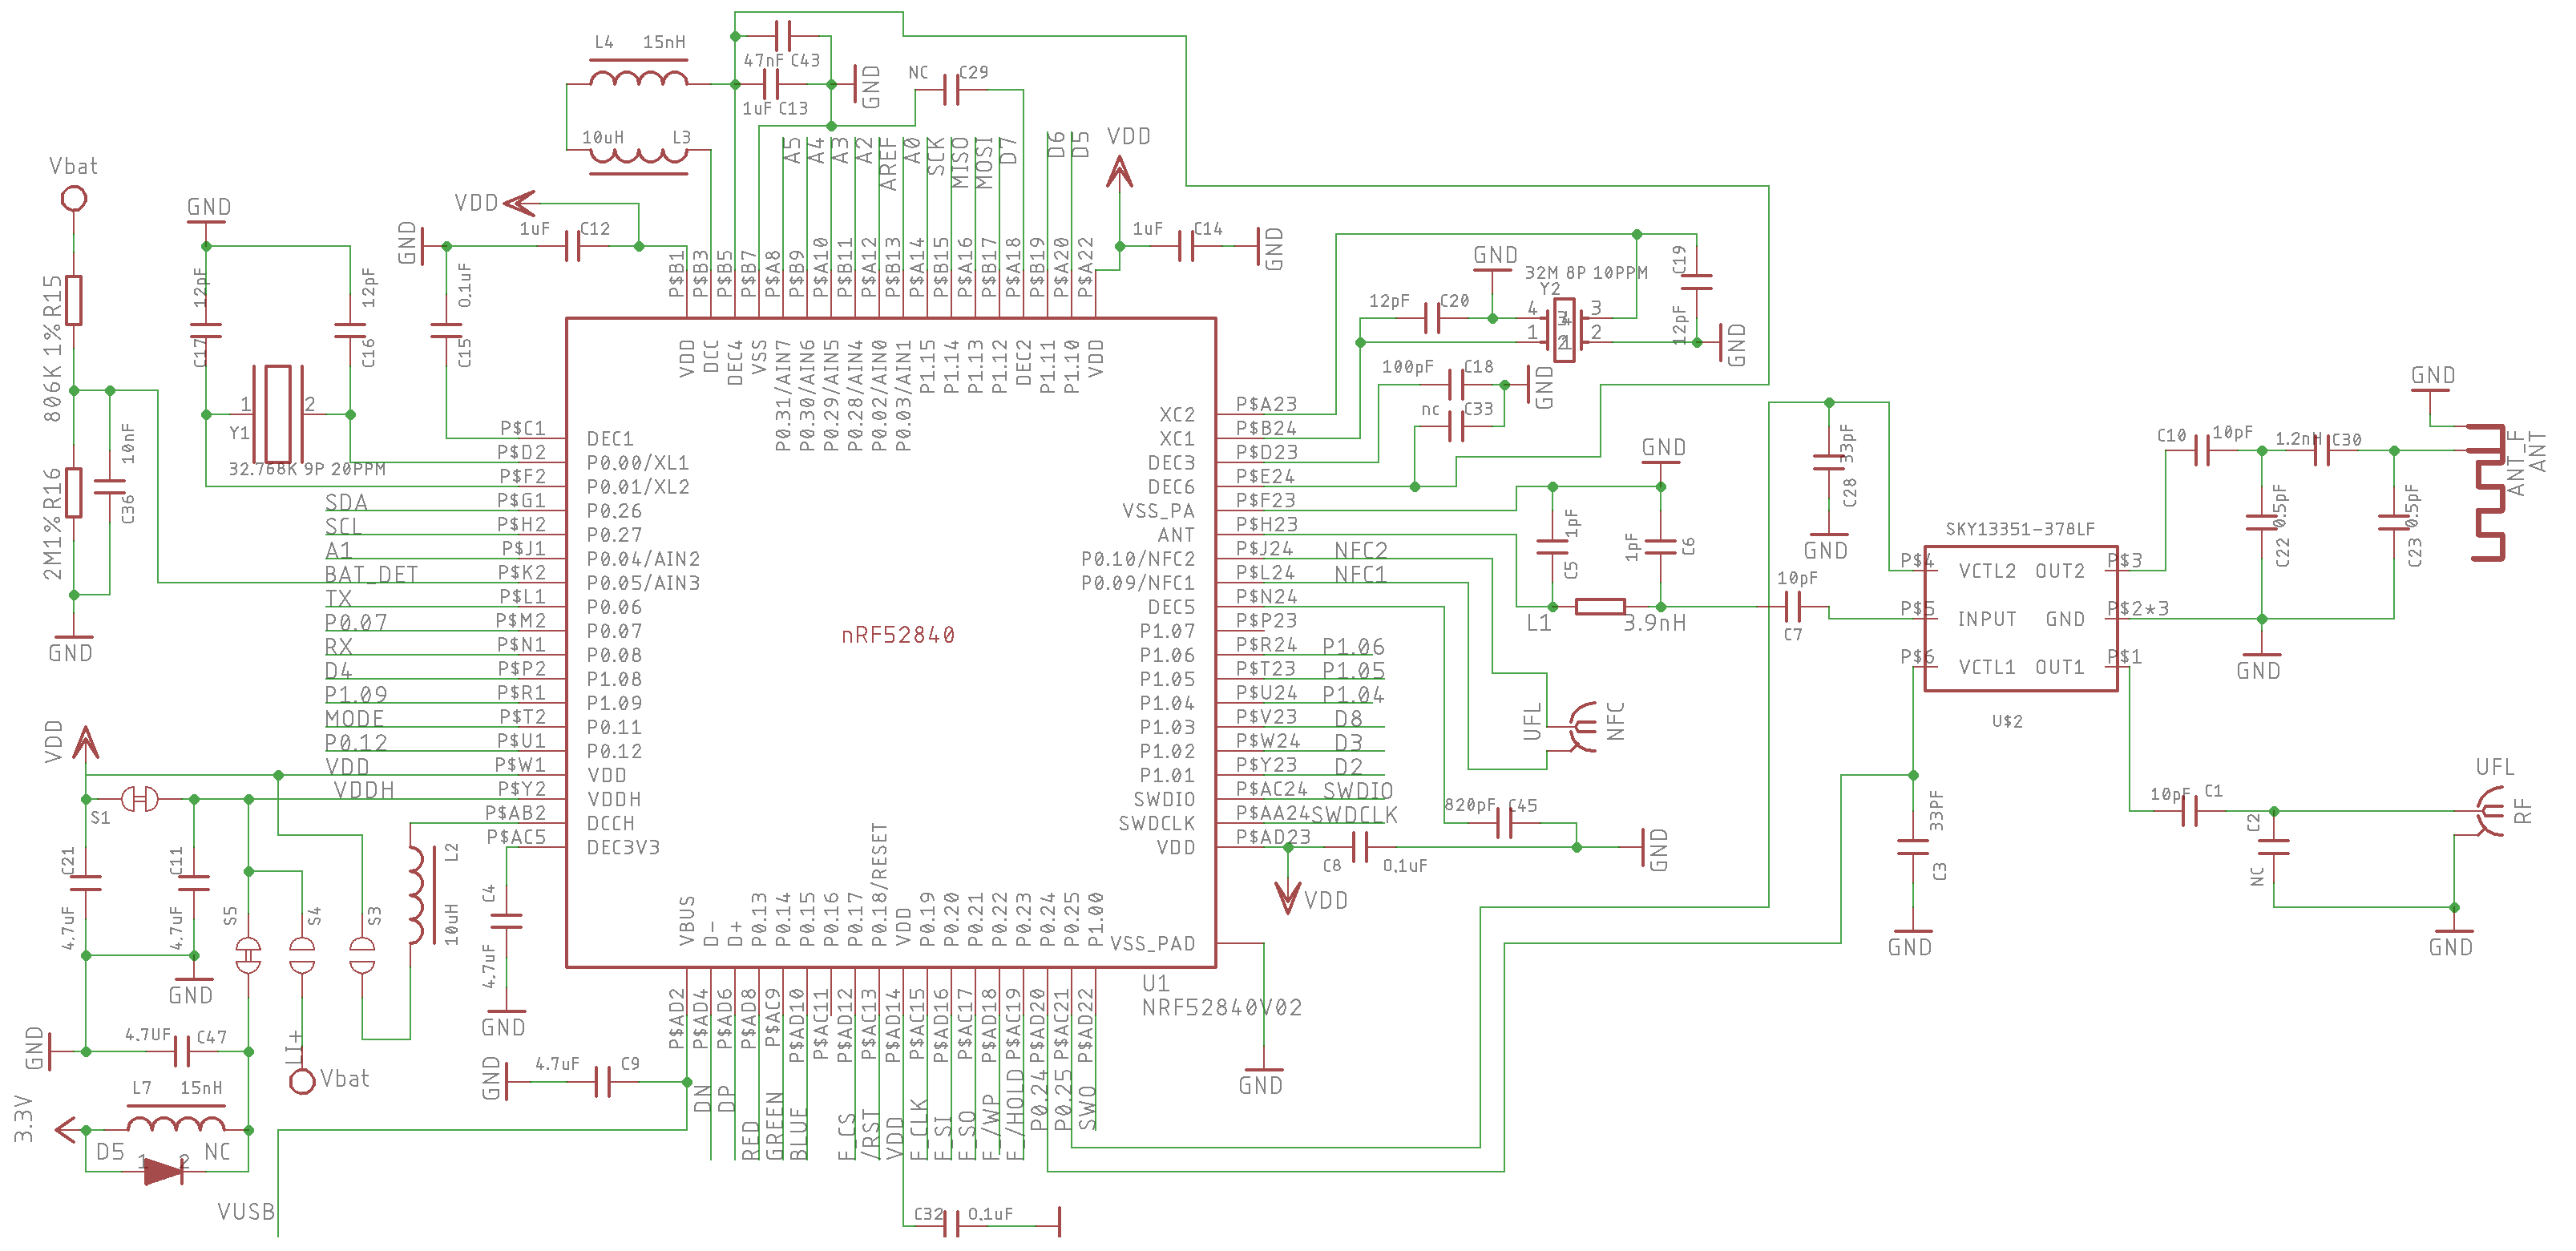 L4 15nH
47nF C43
1uF C13
GND
NC C29
10uH L3
VDD
1uF C12
GND
0.1uF
C15
A5
A4
A3
A2
AREF
A0
SCK
MISO
MOSI
D7
D6
D5
VDD
1uF C14
GND
Vbat
806K 1% R15
2M1% R16
10nF
C36
GND
GND
12pF
C17
12pF
C16
1 2
Y1
32.768K 9P 20PPM
P$B1
P$B3
P$B5
P$B7
P$A8
P$B9
P$A10
P$B11
P$A12
P$B13
P$A14
P$B15
P$A16
P$B17
P$A18
P$B19
P$A20
P$A22
VDD
DCC
DEC4
VSS
P0.31/AIN7
P0.30/AIN6
P0.29/AIN5
P0.28/AIN4
P0.02/AIN0
P0.03/AIN1
P1.15
P1.14
P1.13
P1.12
DEC2
P1.11
P1.10
VDD
P$C1 DEC1
P$D2 P0.00/XL1
P$F2 P0.01/XL2
SDA P$G1 P0.26
SCL P$H2 P0.27
A1 P$J1 P0.04/AIN2
BAT_DET P$K2 P0.05/AIN3
TX P$L1 P0.06
P0.07 P$M2 P0.07
RX P$N1 P0.08
D4 P$P2 P1.08
P1.09 P$R1 P1.09
MODE P$T2 P0.11
P0.12 P$U1 P0.12
VDD P$W1 VDD
VDDH P$Y2 VDDH
P$AB2 DCCH
P$AC5 DEC3V3
nRF52840
XC2 P$A23
XC1 P$B24
DEC3 P$D23
DEC6 P$E24
VSS_PA P$F23
ANT P$H23
P0.10/NFC2 P$J24 NFC2
P0.09/NFC1 P$L24 NFC1
DEC5 P$N24
P1.07 P$P23
P1.06 P$R24 P1.06
P1.05 P$T23 P1.05
P1.04 P$U24 P1.04
P1.03 P$V23 D8
P1.02 P$W24 D3
P1.01 P$Y23 D2
SWDIO P$AC24 SWDIO
SWDCLK P$AA24 SWDCLK
VDD P$AD23
VSS_PAD
VBUS
D-
D+
P0.13
P0.14
P0.15
P0.16
P0.17
P0.18/RESET
VDD
P0.19
P0.20
P0.21
P0.22
P0.23
P0.24
P0.25
P1.00
U1
NRF52840V02
P$AD2
P$AD4
P$AD6
P$AD8
P$AC9
P$AD10
P$AC11
P$AD12
P$AC13
P$AD14
P$AC15
P$AD16
P$AC17
P$AD18
P$AC19
P$AD20
P$AC21
P$AD22
DN
DP
RED
GREEN
BLUE
F_CS
/RST
VDD
F_CLK
F_SI
F_SO
F_/WP
F_/HOLD
P0.24
P0.25
SWO
GND
C32 0.1uF
VDD
S1
C21
4.7uF
C11
4.7uF
GND
S5
S4
S3
L2
10uH
C4
4.7uF
GND
GND
4.7UF C47
LI+
Vbat
L7 15nH
3.3V
D5 1 2 NC
VUSB
GND
4.7uF C9
GND
32M 8P 10PPM
Y2
C19
12pF
12pF C20
4 3
1 2
GND
100pF C18
nc C33
GND
GND
1pF
C5
1pF
C6
L1 3.9nH
10pF
C7
UFL
NFC
820pF C45
C8 0.1uF
GND
VDD
33pF
C28
GND
SKY13351-378LF
P$4 VCTL2 OUT2 P$3
P$5 INPUT GND P$2*3
P$6 VCTL1 OUT1 P$1
U$2
33PF
C3
GND
C10 10pF
1.2nH C30
0.5pF
C22
0.5pF
C23
GND
GND
ANT_F
ANT
10pF C1
C2
NC
UFL
RF
GND